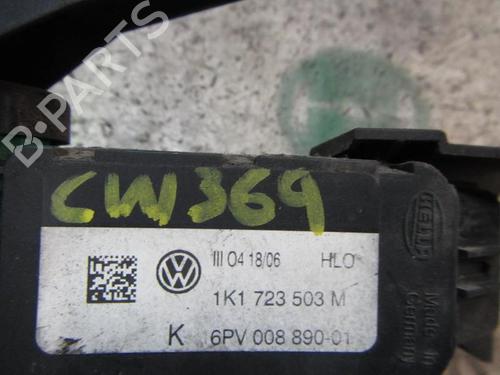 B-PARTS
CW369
III 04 18/06 HLO
1K1 723 503 M
K 6PV 008 890-01
HELLA
Made in
Germany